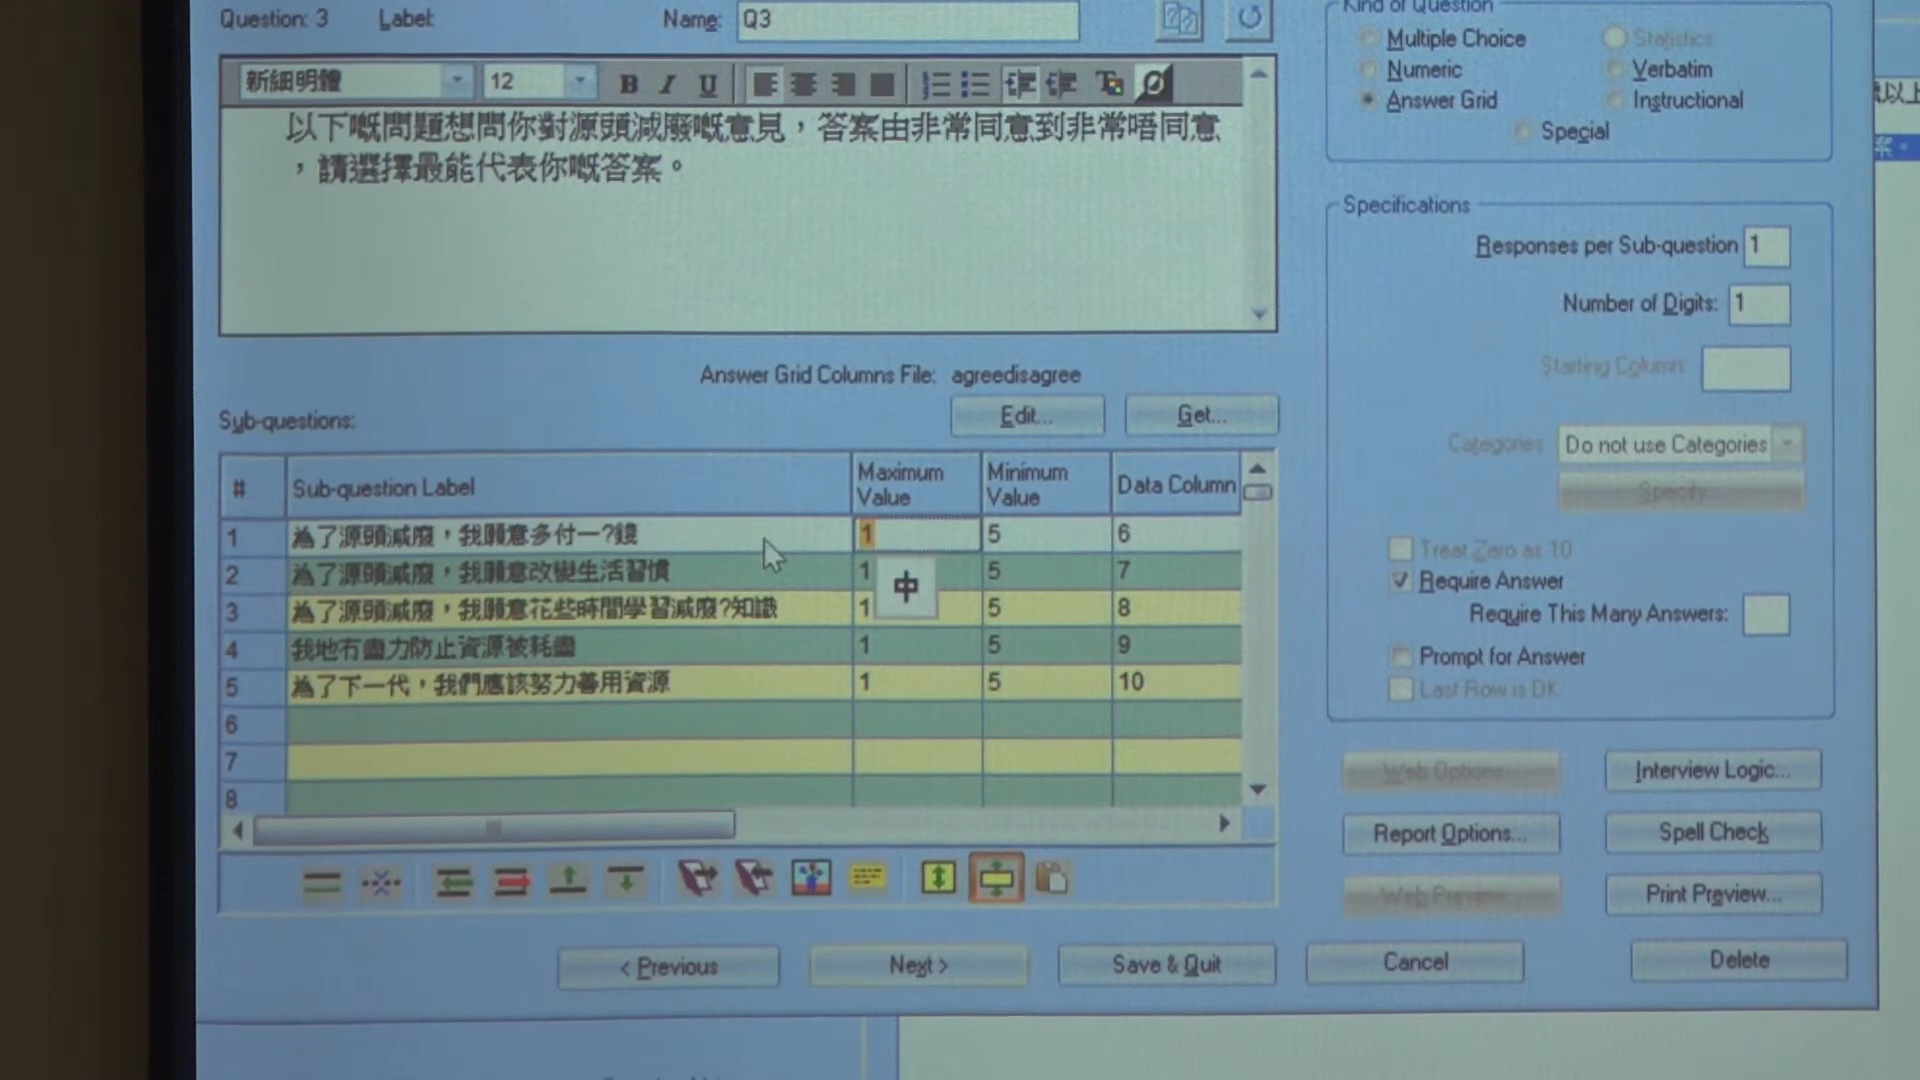 Question: 3 Label: Name: Q3
新細明體 12 B I U
以下嘅問題想問你對源頭減廢嘅意見，答案由非常同意到非常唔同意
，請選擇最能代表你嘅答案。
Answer Grid Columns File: agreedisagree
Sub-questions: Edit... Get...
# Sub-question Label Maximum Value Minimum Value Data Column
1 為了源頭減廢，我願意多付一?錢 1 5 6
2 為了源頭減廢，我願意改變生活習慣 1 5 7
中
3 為了源頭減廢，我願意花些時間學習減廢?知識 1 5 8
4 我地冇盡力防止資源被耗盡 1 5 9
5 為了下一代，我們應該努力善用資源 1 5 10
6
7
8
< Previous Next > Save & Quit Cancel Delete
Kind of Question
Multiple Choice Statistics
Numeric Verbatim
Answer Grid Instructional
Special
Specifications
Responses per Sub-question 1
Number of Digits: 1
Starting Column:
Categories Do not use Categories
Specify...
Treat Zero as 10
Require Answer
Require This Many Answers:
Prompt for Answer
Last Row is DK
Web Options... Interview Logic...
Report Options... Spell Check
Web Preview... Print Preview...
以上
案。